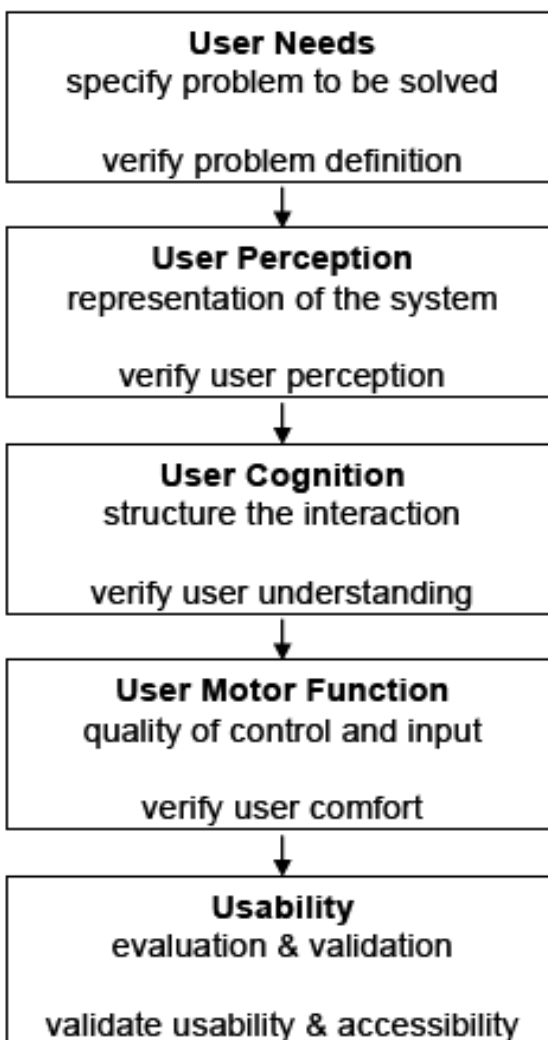 User Needs
specify problem to be solved
verify problem definition
User Perception
representation of the system
verify user perception
User Cognition
structure the interaction
verify user understanding
User Motor Function
quality of control and input
verify user comfort
Usability
evaluation & validation
validate usability & accessibility